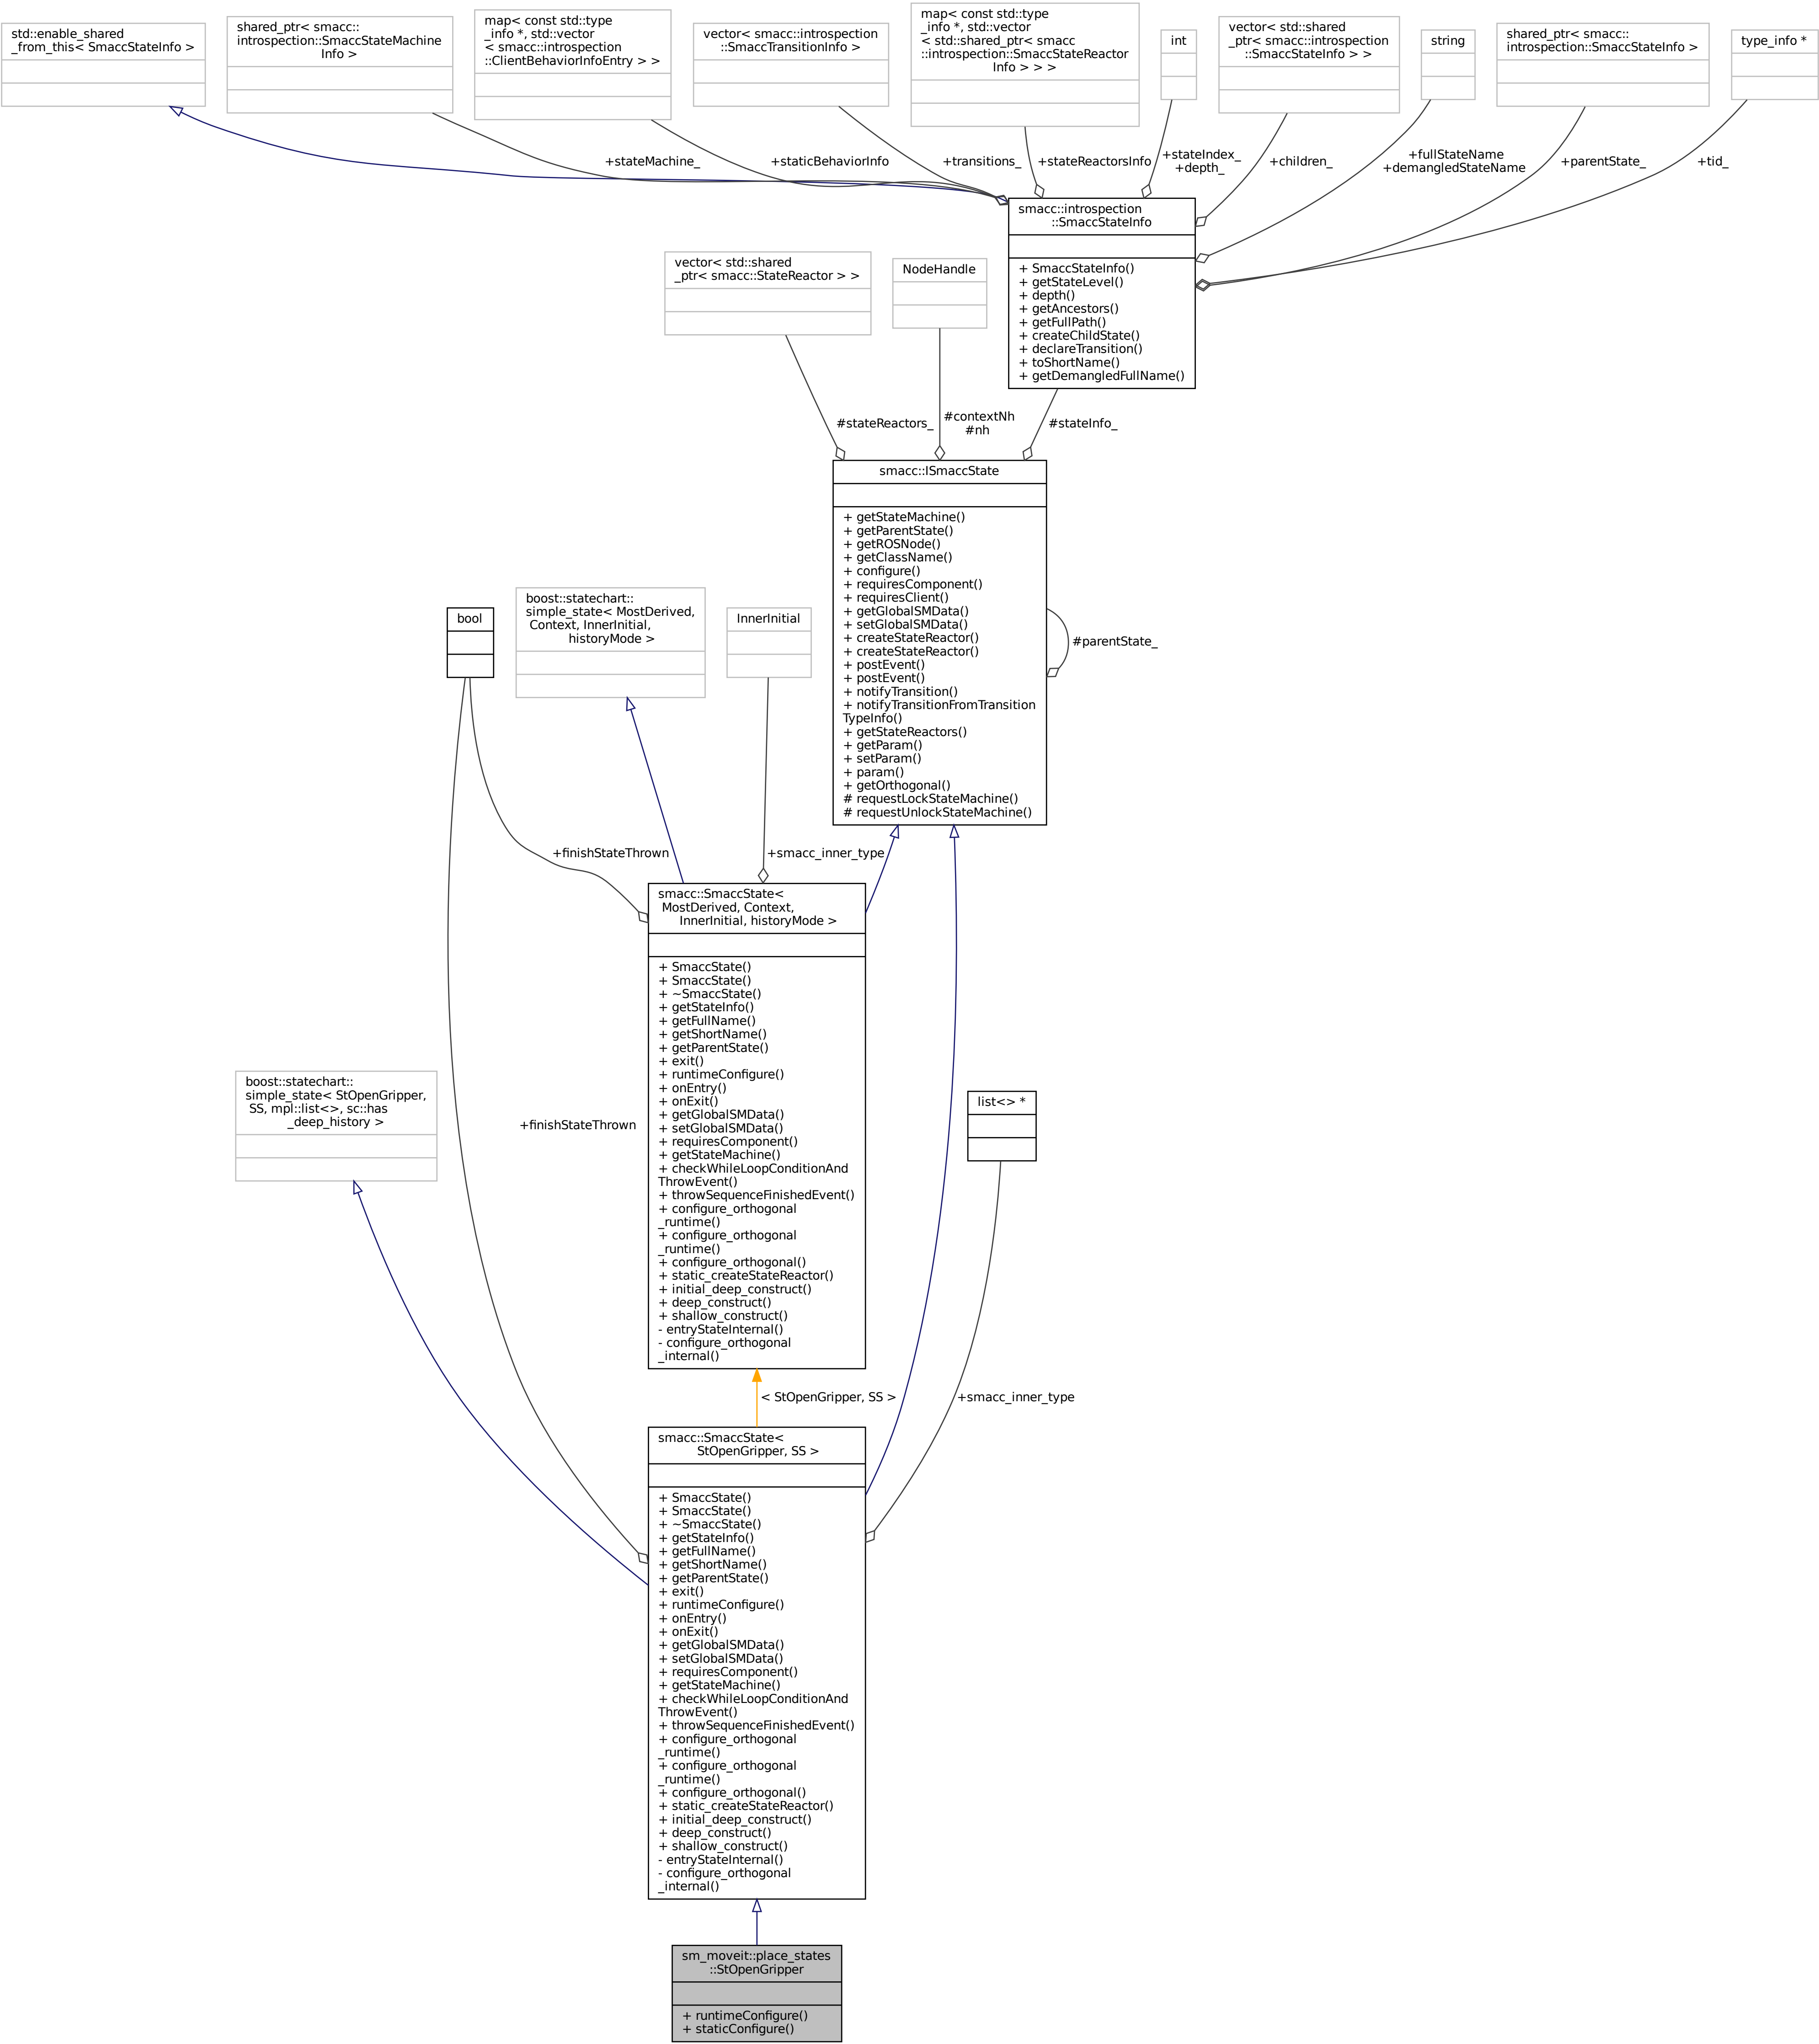 std::enable_shared
_from_this< SmaccStateInfo >
shared_ptr< smacc::
introspection::SmaccStateMachine
Info >
map< const std::type
_info *, std::vector
< smacc::introspection
::ClientBehaviorInfoEntry > >
vector< smacc::introspection
::SmaccTransitionInfo >
map< const std::type
_info *, std::vector
< std::shared_ptr< smacc
::introspection::SmaccStateReactor
Info > > >
int
vector< std::shared
_ptr< smacc::introspection
::SmaccStateInfo > >
string
shared_ptr< smacc::
introspection::SmaccStateInfo >
type_info *
+stateMachine_
+staticBehaviorInfo
+transitions_
+stateReactorsInfo
+stateIndex_
+depth_
+children_
+fullStateName
+demangledStateName
+parentState_
+tid_
smacc::introspection
::SmaccStateInfo
+ SmaccStateInfo()
+ getStateLevel()
+ depth()
+ getAncestors()
+ getFullPath()
+ createChildState()
+ declareTransition()
+ toShortName()
+ getDemangledFullName()
vector< std::shared
_ptr< smacc::StateReactor > >
NodeHandle
#stateReactors_
#contextNh
#nh
#stateInfo_
smacc::ISmaccState
+ getStateMachine()
+ getParentState()
+ getROSNode()
+ getClassName()
+ configure()
+ requiresComponent()
+ requiresClient()
+ getGlobalSMData()
+ setGlobalSMData()
+ createStateReactor()
+ createStateReactor()
+ postEvent()
+ postEvent()
+ notifyTransition()
+ notifyTransitionFromTransition
TypeInfo()
+ getStateReactors()
+ getParam()
+ setParam()
+ param()
+ getOrthogonal()
# requestLockStateMachine()
# requestUnlockStateMachine()
#parentState_
bool
boost::statechart::
simple_state< MostDerived,
Context, InnerInitial,
historyMode >
InnerInitial
+finishStateThrown
+smacc_inner_type
smacc::SmaccState<
MostDerived, Context,
InnerInitial, historyMode >
+ SmaccState()
+ SmaccState()
+ ~SmaccState()
+ getStateInfo()
+ getFullName()
+ getShortName()
+ getParentState()
+ exit()
+ runtimeConfigure()
+ onEntry()
+ onExit()
+ getGlobalSMData()
+ setGlobalSMData()
+ requiresComponent()
+ getStateMachine()
+ checkWhileLoopConditionAnd
ThrowEvent()
+ throwSequenceFinishedEvent()
+ configure_orthogonal
_runtime()
+ configure_orthogonal
_runtime()
+ configure_orthogonal()
+ static_createStateReactor()
+ initial_deep_construct()
+ deep_construct()
+ shallow_construct()
- entryStateInternal()
- configure_orthogonal
_internal()
boost::statechart::
simple_state< StOpenGripper,
SS, mpl::list<>, sc::has
_deep_history >
+finishStateThrown
list<> *
< StOpenGripper, SS >
+smacc_inner_type
smacc::SmaccState<
StOpenGripper, SS >
+ SmaccState()
+ SmaccState()
+ ~SmaccState()
+ getStateInfo()
+ getFullName()
+ getShortName()
+ getParentState()
+ exit()
+ runtimeConfigure()
+ onEntry()
+ onExit()
+ getGlobalSMData()
+ setGlobalSMData()
+ requiresComponent()
+ getStateMachine()
+ checkWhileLoopConditionAnd
ThrowEvent()
+ throwSequenceFinishedEvent()
+ configure_orthogonal
_runtime()
+ configure_orthogonal
_runtime()
+ configure_orthogonal()
+ static_createStateReactor()
+ initial_deep_construct()
+ deep_construct()
+ shallow_construct()
- entryStateInternal()
- configure_orthogonal
_internal()
sm_moveit::place_states
::StOpenGripper
+ runtimeConfigure()
+ staticConfigure()